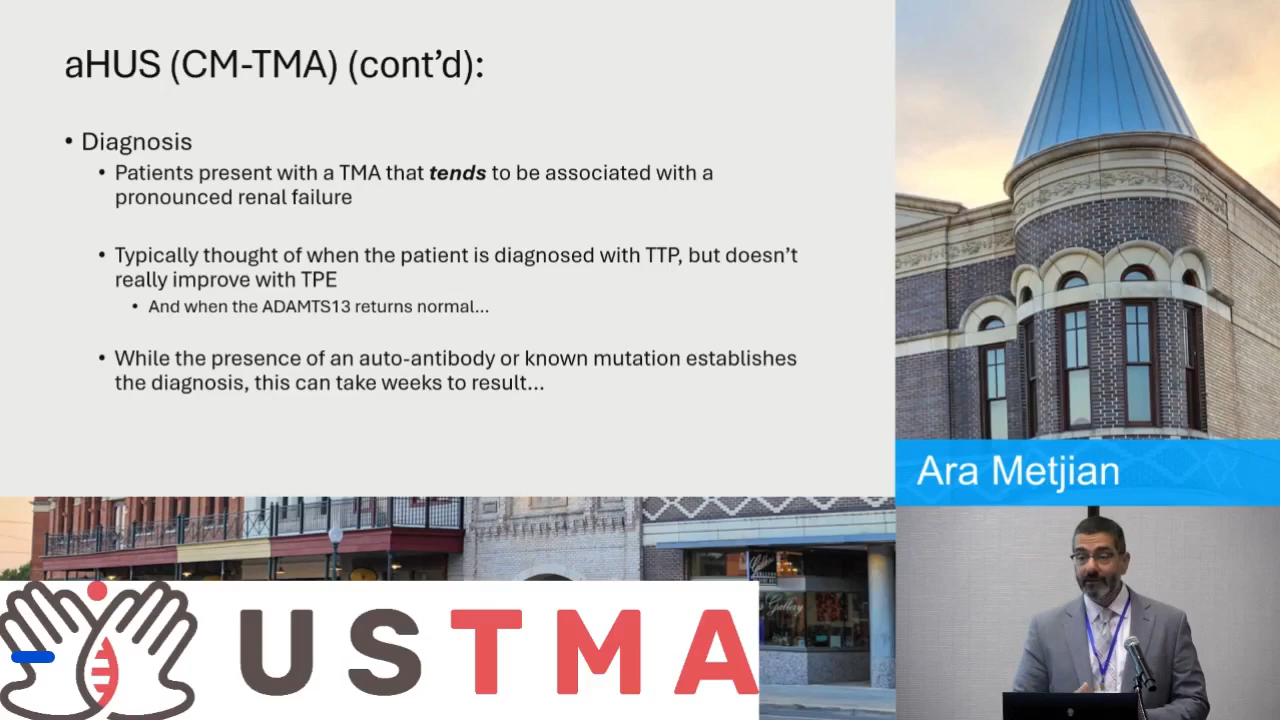 aHUS (CM-TMA) (cont’d):
• Diagnosis
• Patients present with a TMA that tends to be associated with a
pronounced renal failure
• Typically thought of when the patient is diagnosed with TTP, but doesn’t
really improve with TPE
• And when the ADAMTS13 returns normal…
• While the presence of an auto-antibody or known mutation establishes
the diagnosis, this can take weeks to result…
Ara Metjian
Gallery
USTMA